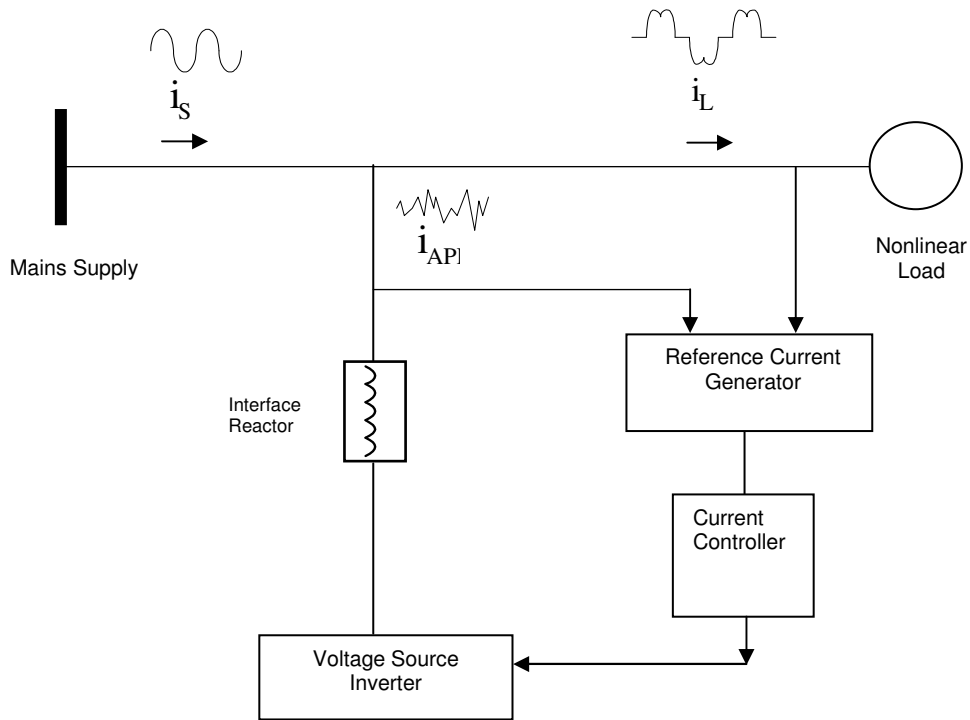 i_S
i_L
Mains Supply
i_AP
Nonlinear
Load
Reference Current
Generator
Interface
Reactor
Current
Controller
Voltage Source
Inverter